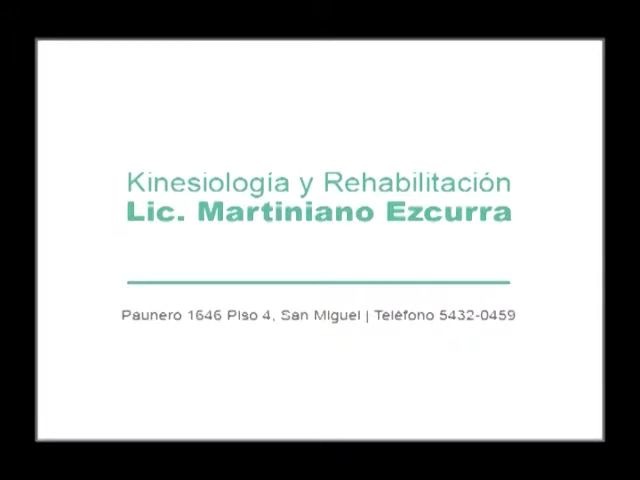 Kinesiología y Rehabilitación
Lic. Martiniano Ezcurra
Paunero 1646 Piso 4, San Miguel | Teléfono 5432-0459